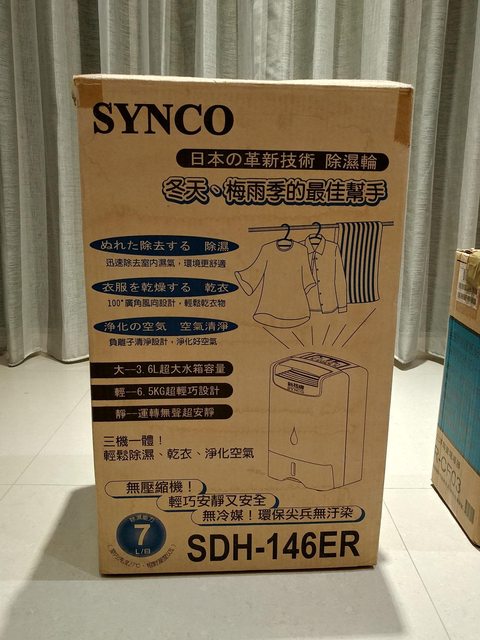 SYNCO
日本の革新技術 除濕輪
冬天、梅雨季的最佳幫手
ぬれた除去する 除濕
迅速除去室內濕氣，環境更舒適
衣服を乾燥する 乾衣
100°廣角風向設計，輕鬆乾衣物
浄化の空気 空氣清淨
負離子清淨設計，淨化好空氣
大--3.6L超大水箱容量
輕--6.5KG超輕巧設計
靜--運轉無聲超安靜
三機一體！
輕鬆除濕、乾衣、淨化空氣
無壓縮機！
輕巧安靜又安全
無冷媒！環保尖兵無汙染
除濕能力
7
L/日
SDH-146ER